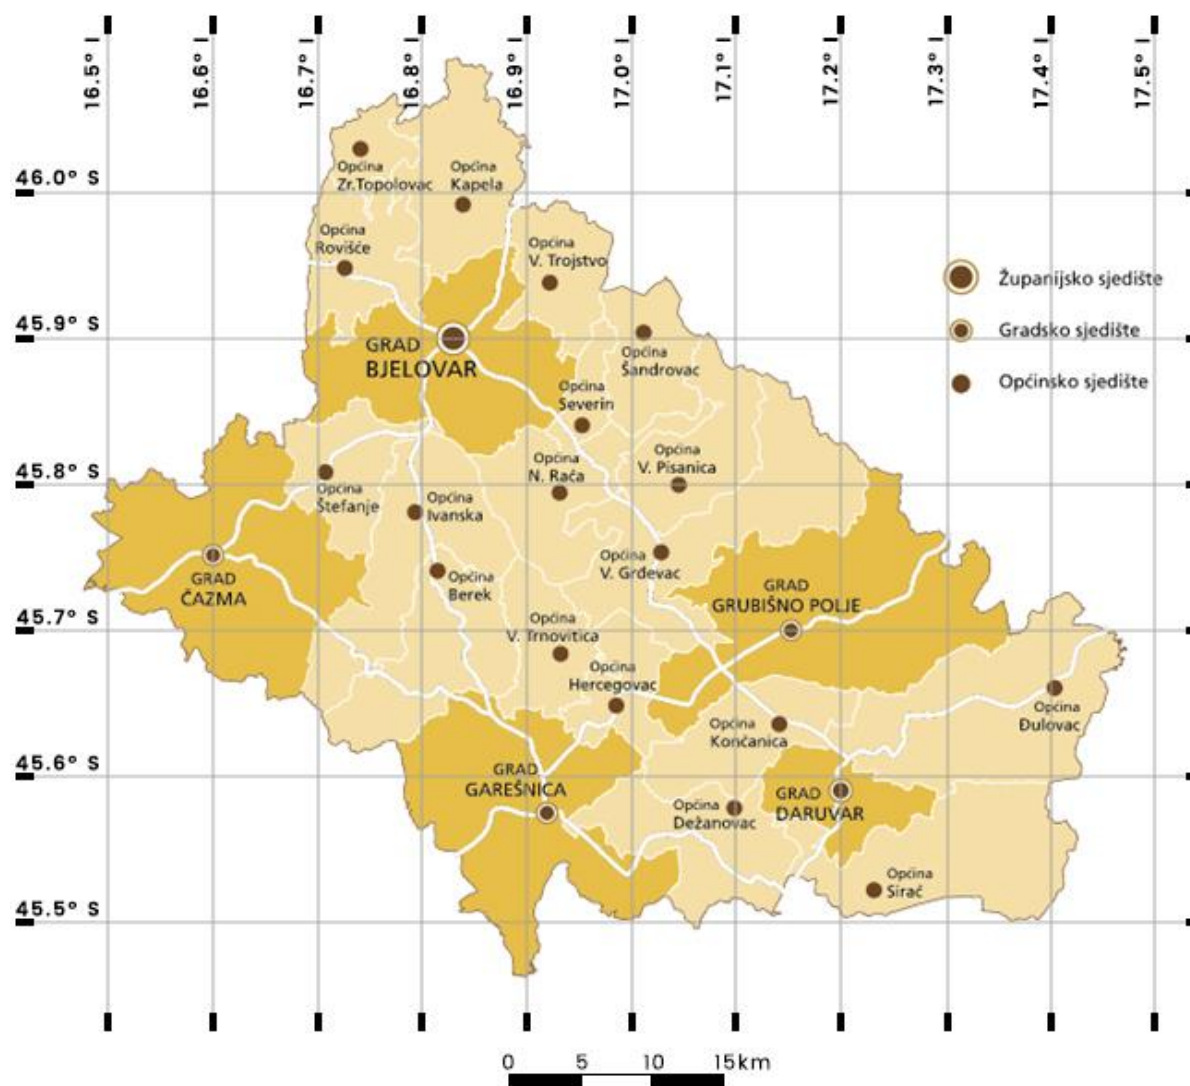 16.5° I
16.6° I
16.7° I
16.8° I
16.9° I
17.0° I
17.1° I
17.2° I
17.3° I
17.4° I
17.5° I
46.0° S
45.9° S
45.8° S
45.7° S
45.6° S
45.5° S
Općina
Zr.Topolovac
Općina
Kapela
Općina
Rovišće
Općina
V. Trojstvo
Županijsko sjedište
Gradsko sjedište
Općinsko sjedište
GRAD
BJELOVAR
Općina
Šandrovac
Općina
Severin
Općina
N. Rača
Općina
V. Pisanica
Općina
Štefanje
Općina
Ivanska
Općina
V. Grđevac
GRAD
ČAZMA
Općina
Berek
GRAD
GRUBIŠNO POLJE
Općina
V. Trnovitica
Općina
Hercegovac
Općina
Končanica
Općina
Đulovac
GRAD
GAREŠNICA
Općina
Dežanovac
GRAD
DARUVAR
Općina
Sirač
0 5 10 15km